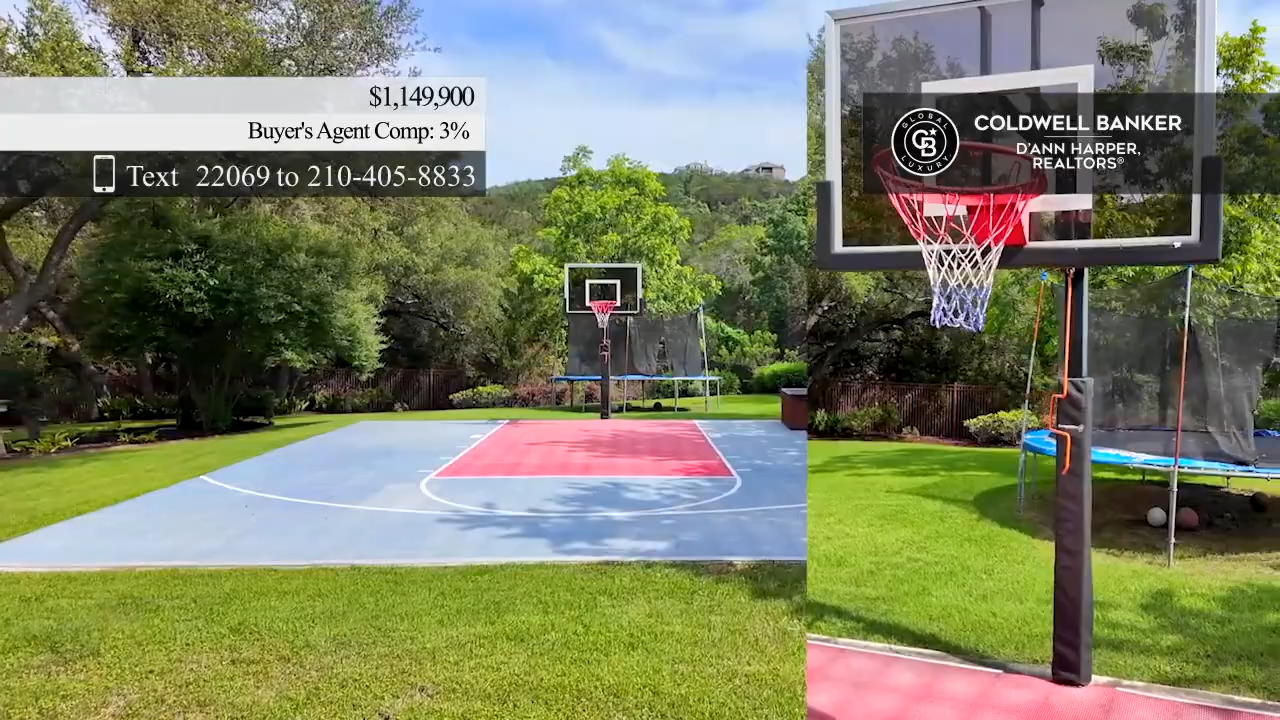 $1,149,900
Buyer's Agent Comp: 3%
Text 22069 to 210-405-8833
GLOBAL
CB
LUXURY
COLDWELL BANKER
D'ANN HARPER,
REALTORS®